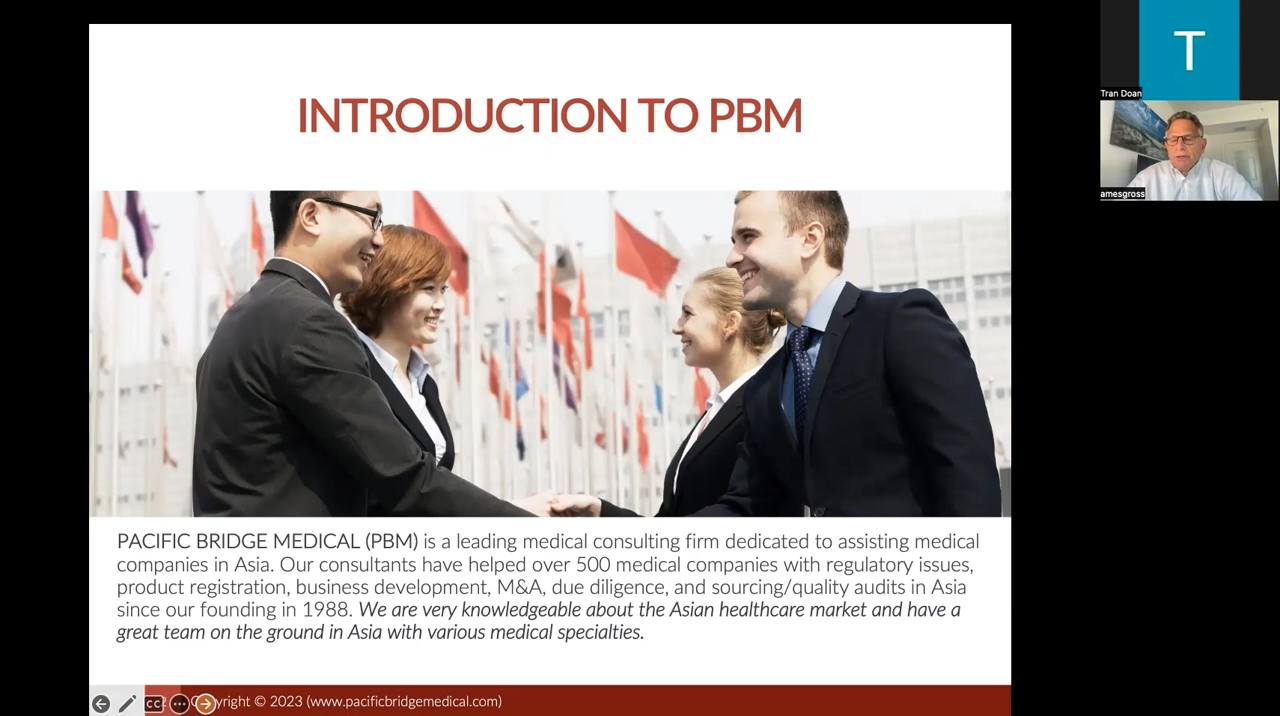 INTRODUCTION TO PBM
PACIFIC BRIDGE MEDICAL (PBM) is a leading medical consulting firm dedicated to assisting medical
companies in Asia. Our consultants have helped over 500 medical companies with regulatory issues,
product registration, business development, M&A, due diligence, and sourcing/quality audits in Asia
since our founding in 1988. We are very knowledgeable about the Asian healthcare market and have a
great team on the ground in Asia with various medical specialties.
CC
yright © 2023 (www.pacificbridgemedical.com)
T
Tran Doan
amesgross